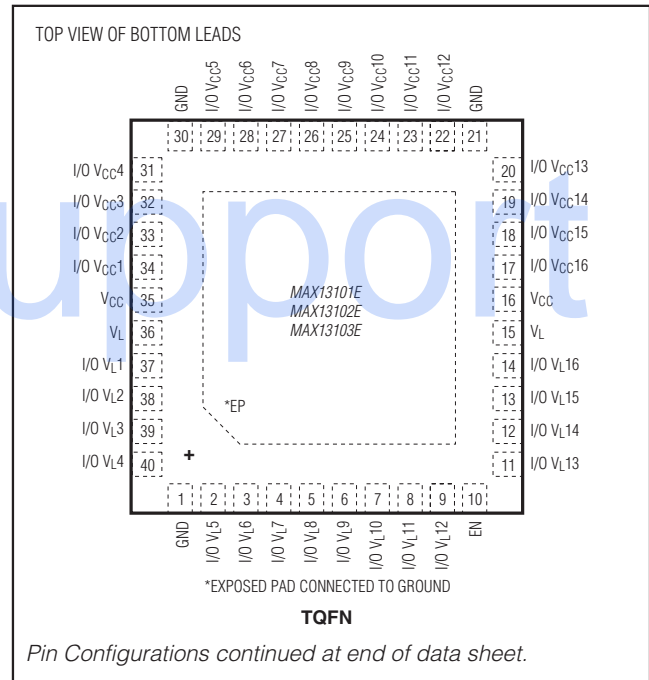 TOP VIEW OF BOTTOM LEADS
GND
I/O VCC5
I/O VCC6
I/O VCC7
I/O VCC8
I/O VCC9
I/O VCC10
I/O VCC11
I/O VCC12
GND
30 29 28 27 26 25 24 23 22 21
I/O VCC4 31
I/O VCC3 32
I/O VCC2 33
I/O VCC1 34
VCC 35
VL 36
I/O VL1 37
I/O VL2 38
I/O VL3 39
I/O VL4 40
upport
MAX13101E
MAX13102E
MAX13103E
*EP
+
20 I/O VCC13
19 I/O VCC14
18 I/O VCC15
17 I/O VCC16
16 VCC
15 VL
14 I/O VL16
13 I/O VL15
12 I/O VL14
11 I/O VL13
1 2 3 4 5 6 7 8 9 10
GND
I/O VL5
I/O VL6
I/O VL7
I/O VL8
I/O VL9
I/O VL10
I/O VL11
I/O VL12
EN
*EXPOSED PAD CONNECTED TO GROUND
TQFN
Pin Configurations continued at end of data sheet.